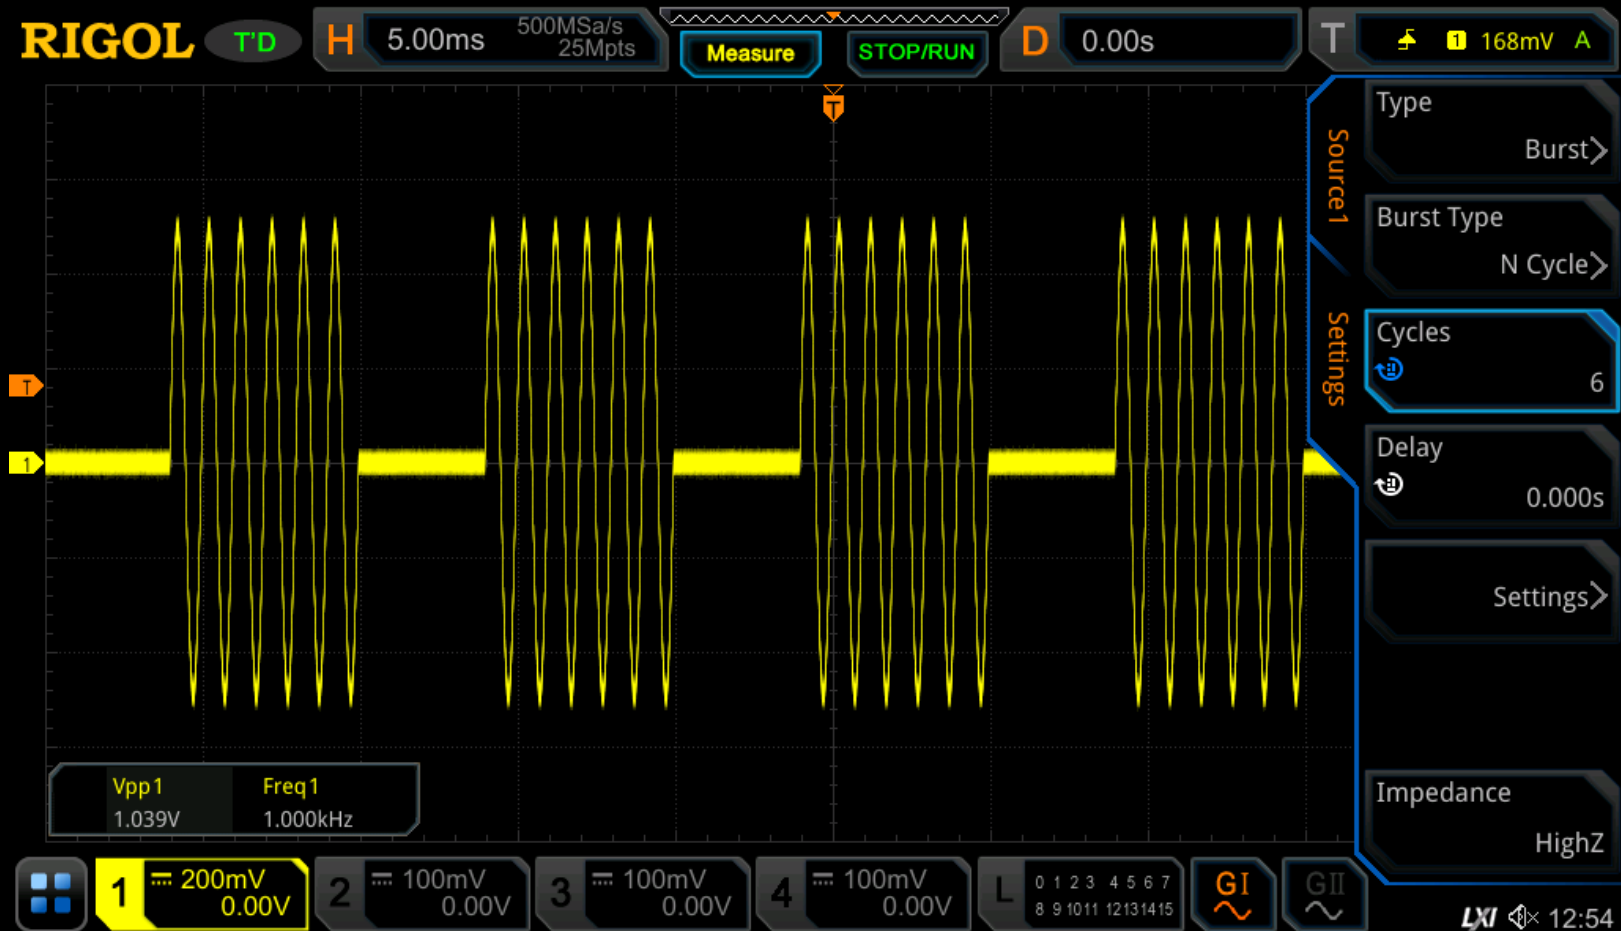 RIGOL T'D H 5.00ms 500MSa/s 25Mpts Measure STOP/RUN D 0.00s T 1 168mV A
T
Source1
Type
Burst
Burst Type
N Cycle
Settings
Cycles
6
T
1
Delay
0.000s
Settings
Vpp1 Freq1
1.039V 1.000kHz
Impedance
HighZ
1 200mV 0.00V
2 100mV 0.00V
3 100mV 0.00V
4 100mV 0.00V
L 0 1 2 3 4 5 6 7
8 9 10 11 12 13 14 15
GI GII
LXI 12:54